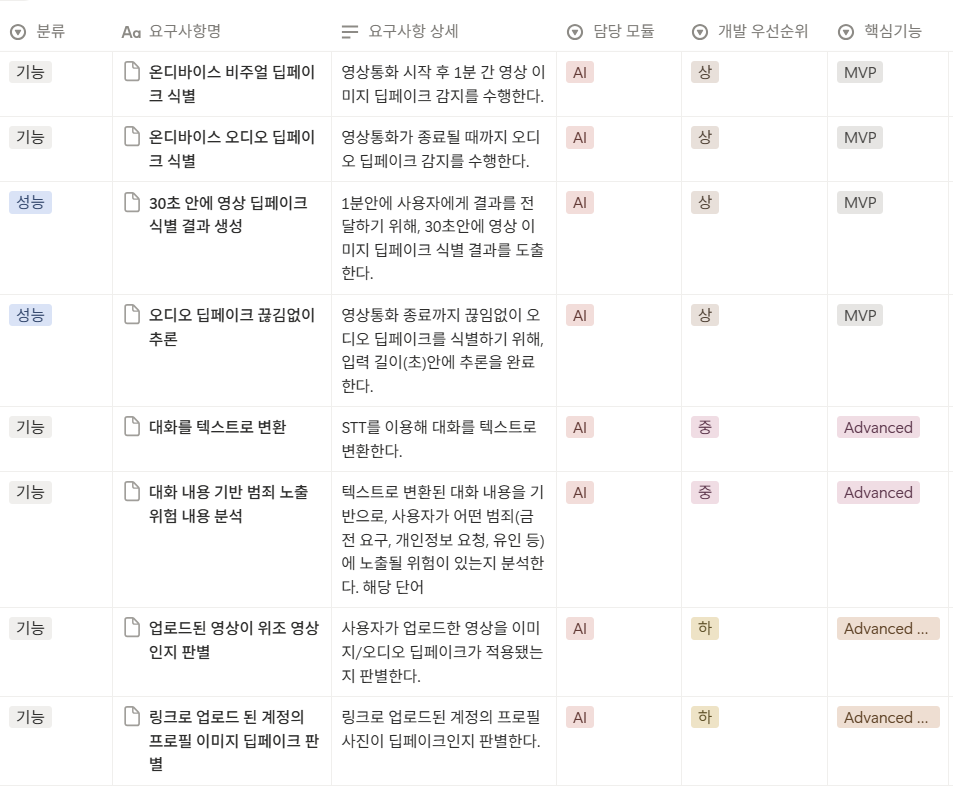 분류 Aa 요구사항명 요구사항 상세 담당 모듈 개발 우선순위 핵심기능
기능 온디바이스 비주얼 딥페이 영상통화 시작 후 1분 간 영상 이 AI 상 MVP
크 식별 미지 딥페이크 감지를 수행한다.
기능 온디바이스 오디오 딥페이 영상통화가 종료될 때까지 오디 AI 상 MVP
크 식별 오 딥페이크 감지를 수행한다.
성능 30초 안에 영상 딥페이크 1분안에 사용자에게 결과를 전 AI 상 MVP
식별 결과 생성 달하기 위해, 30초안에 영상 이
미지 딥페이크 식별 결과를 도출
한다.
성능 오디오 딥페이크 끊김없이 영상통화 종료까지 끊임없이 오 AI 상 MVP
추론 디오 딥페이크를 식별하기 위해,
입력 길이(초)안에 추론을 완료
한다.
기능 대화를 텍스트로 변환 STT를 이용해 대화를 텍스트로 AI 중 Advanced
변환한다.
기능 대화 내용 기반 범죄 노출 텍스트로 변환된 대화 내용을 기 AI 중 Advanced
위험 내용 분석 반으로, 사용자가 어떤 범죄(금
전 요구, 개인정보 요청, 유인 등)
에 노출될 위험이 있는지 분석한
다. 해당 단어
기능 업로드된 영상이 위조 영상 사용자가 업로드한 영상을 이미 AI 하 Advanced ...
인지 판별 지/오디오 딥페이크가 적용됐는
지 판별한다.
기능 링크로 업로드 된 계정의 링크로 업로드된 계정의 프로필 AI 하 Advanced ...
프로필 이미지 딥페이크 판 사진이 딥페이크인지 판별한다.
별